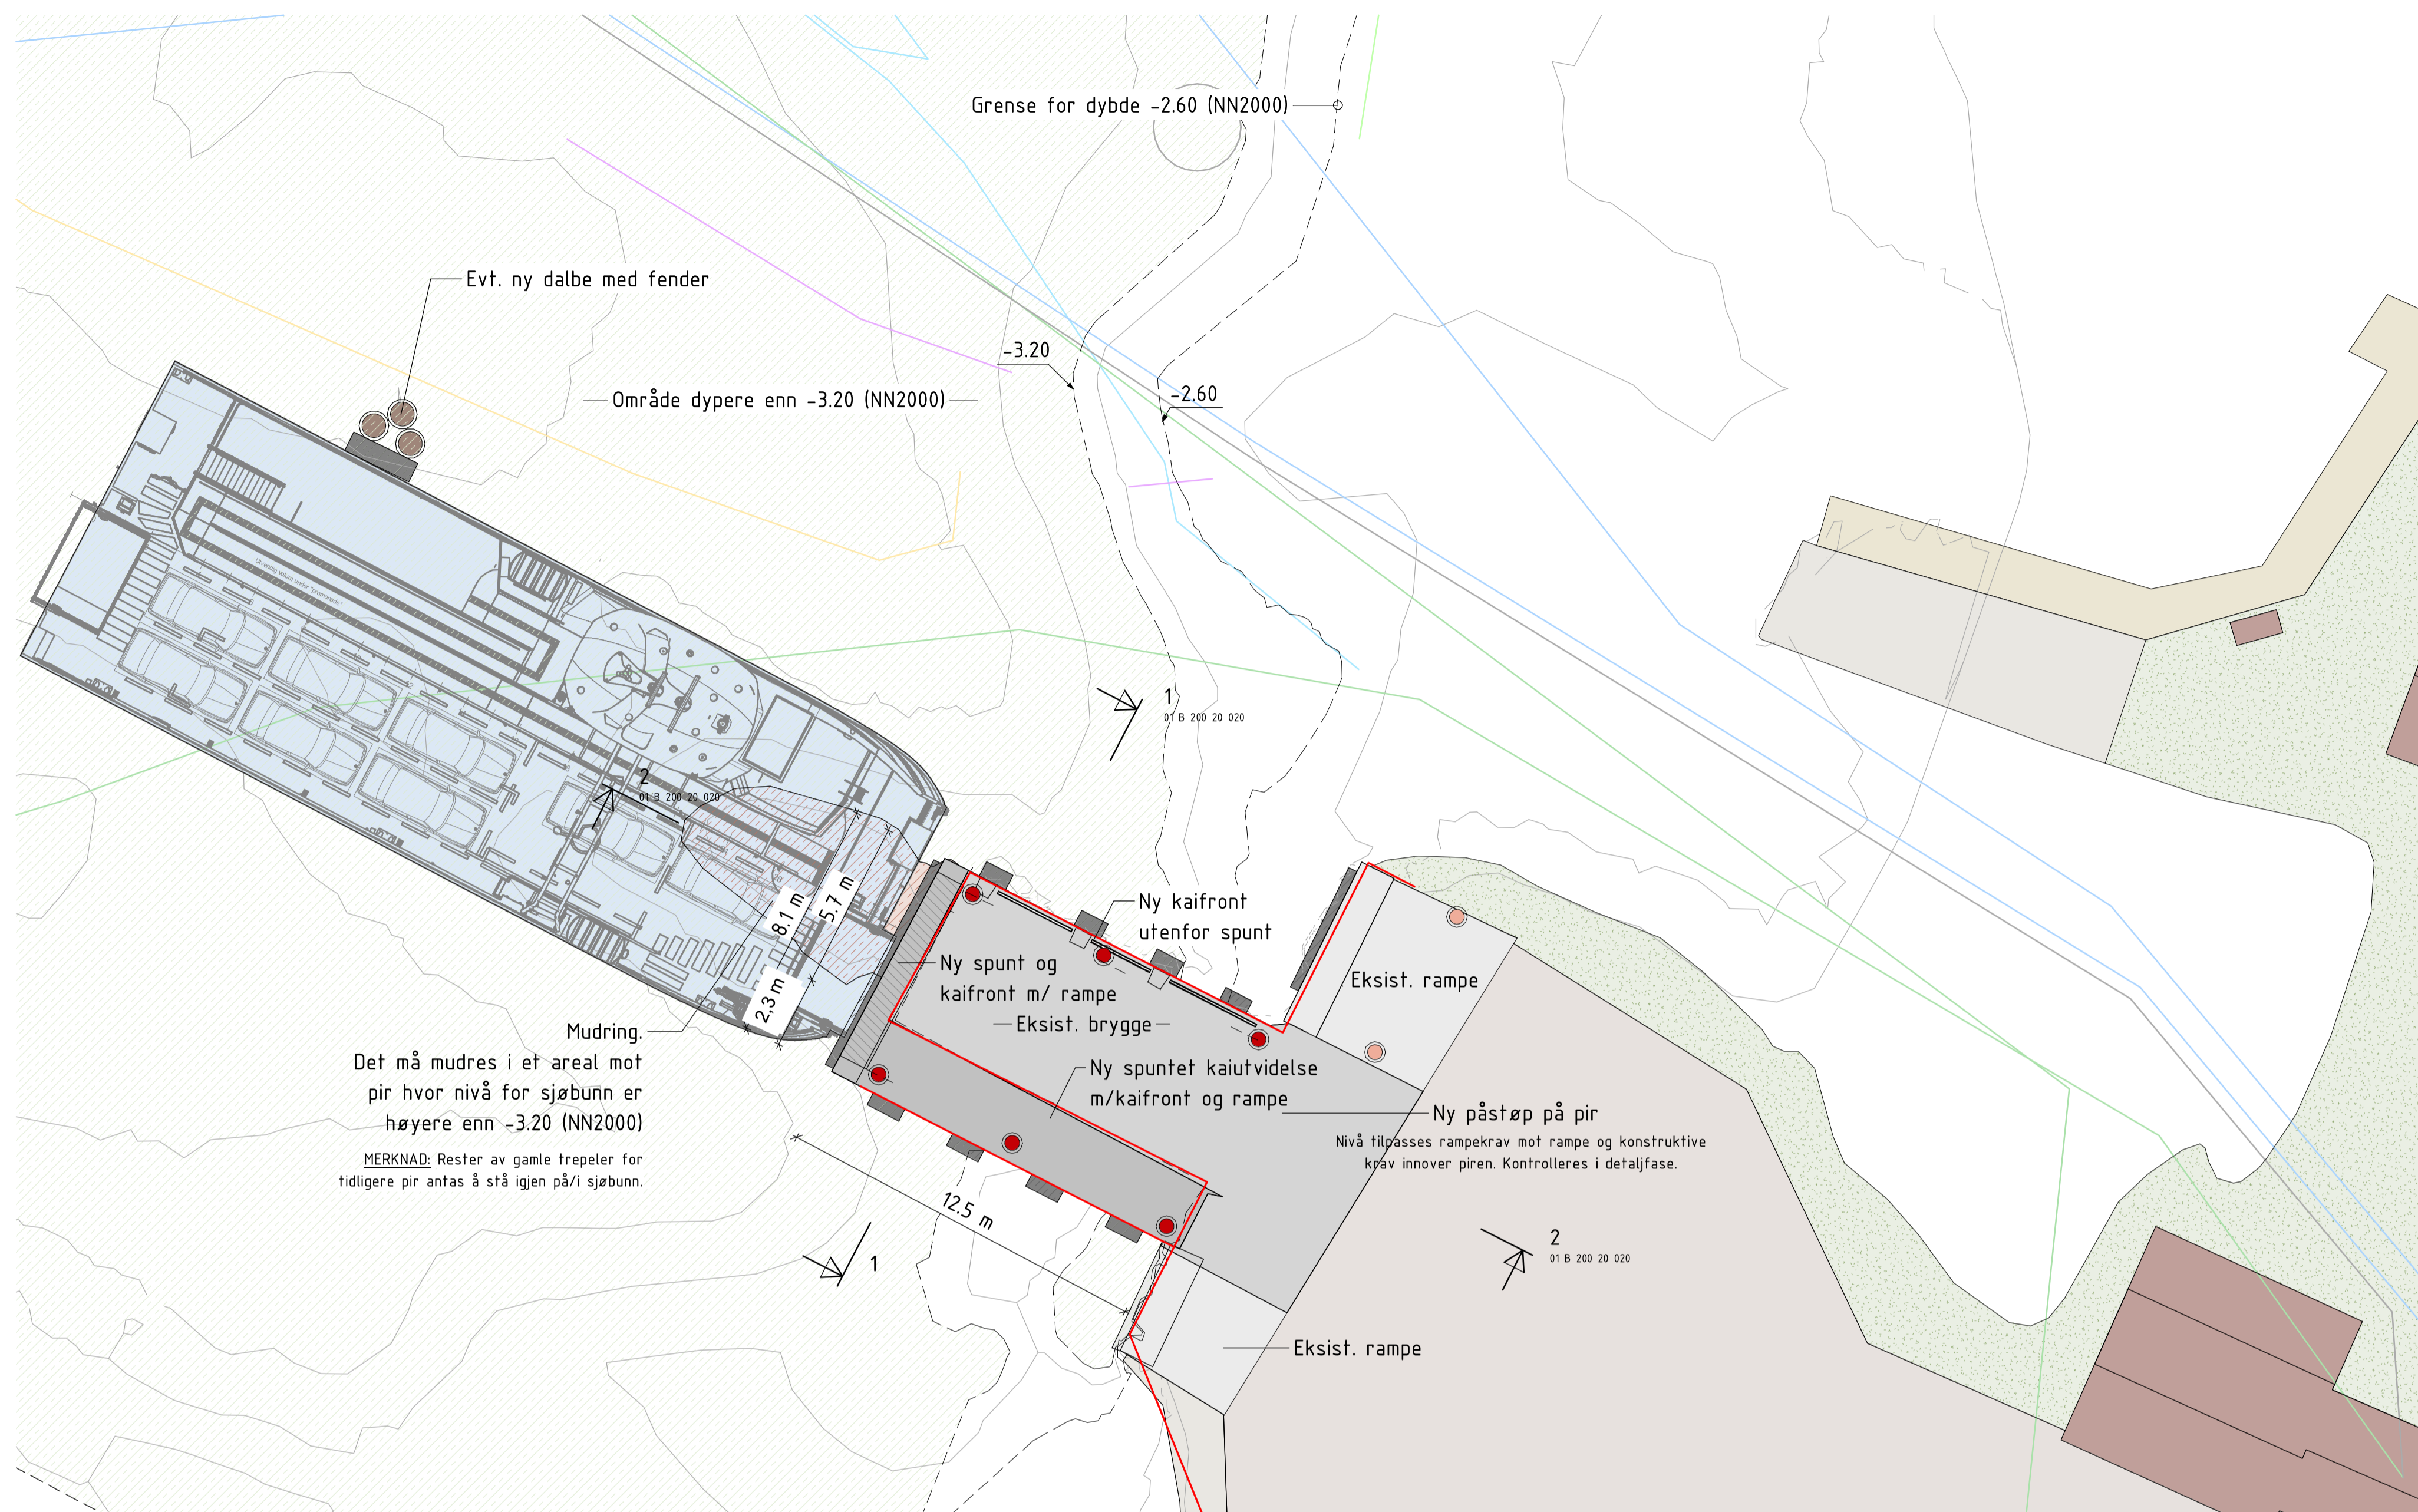 Grense for dybde -2.60 (NN2000)
Evt. ny dalbe med fender
-3.20
-2.60
Område dypere enn -3.20 (NN2000)
Utvendig volum under "promenade"
1
01 B 200 20 020
2
01 B 200 20 020
8.1 m
5.7 m
2,3 m
Ny kaifront
utenfor spunt
Ny spunt og
kaifront m/ rampe
Eksist. brygge
Eksist. rampe
Mudring.
Det må mudres i et areal mot
pir hvor nivå for sjøbunn er
høyere enn -3.20 (NN2000)
MERKNAD: Rester av gamle trepeler for
tidligere pir antas å stå igjen på/i sjøbunn.
Ny spuntet kaiutvidelse
m/kaifront og rampe
Ny påstøp på pir
Nivå tilpasses rampekrav mot rampe og konstruktive
krav innover piren. Kontrolleres i detaljfase.
12.5 m
1
2
01 B 200 20 020
Eksist. rampe